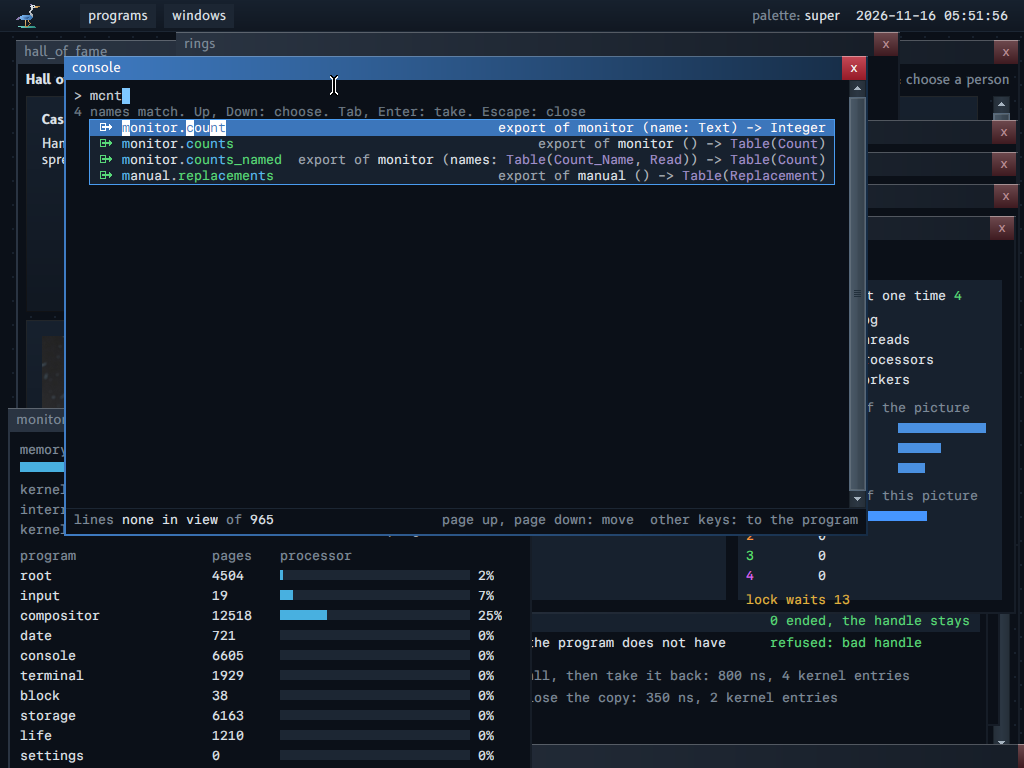 programs windows palette: super 2026-11-16 05:51:56
rings x
hall_of_fame x
console x
Hall o choose a person
> mcnt
4 names match. Up, Down: choose. Tab, Enter: take. Escape: close
monitor.count export of monitor (name: Text) -> Integer
monitor.counts export of monitor () -> Table(Count)
monitor.counts_named export of monitor (names: Table(Count_Name, Read)) -> Table(Count)
manual.replacements export of manual () -> Table(Replacement)
Cas
Han
spre
x
x
x
x
t one time 4
og
reads
rocessors
orkers
f the picture
f this picture
lines none in view of 965 page up, page down: move other keys: to the program
monitor
memory
kernel
inter
kernel
program pages processor
root 4504 2%
input 19 7%
compositor 12518 25%
date 721 0%
console 6605 0%
terminal 1929 0%
block 38 0%
storage 6163 0%
life 1210 0%
settings 0 0%
2 0
3 0
4 0
lock waits 13
0 ended, the handle stays
the program does not have refused: bad handle
all, then take it back: 800 ns, 4 kernel entries
lose the copy: 350 ns, 2 kernel entries